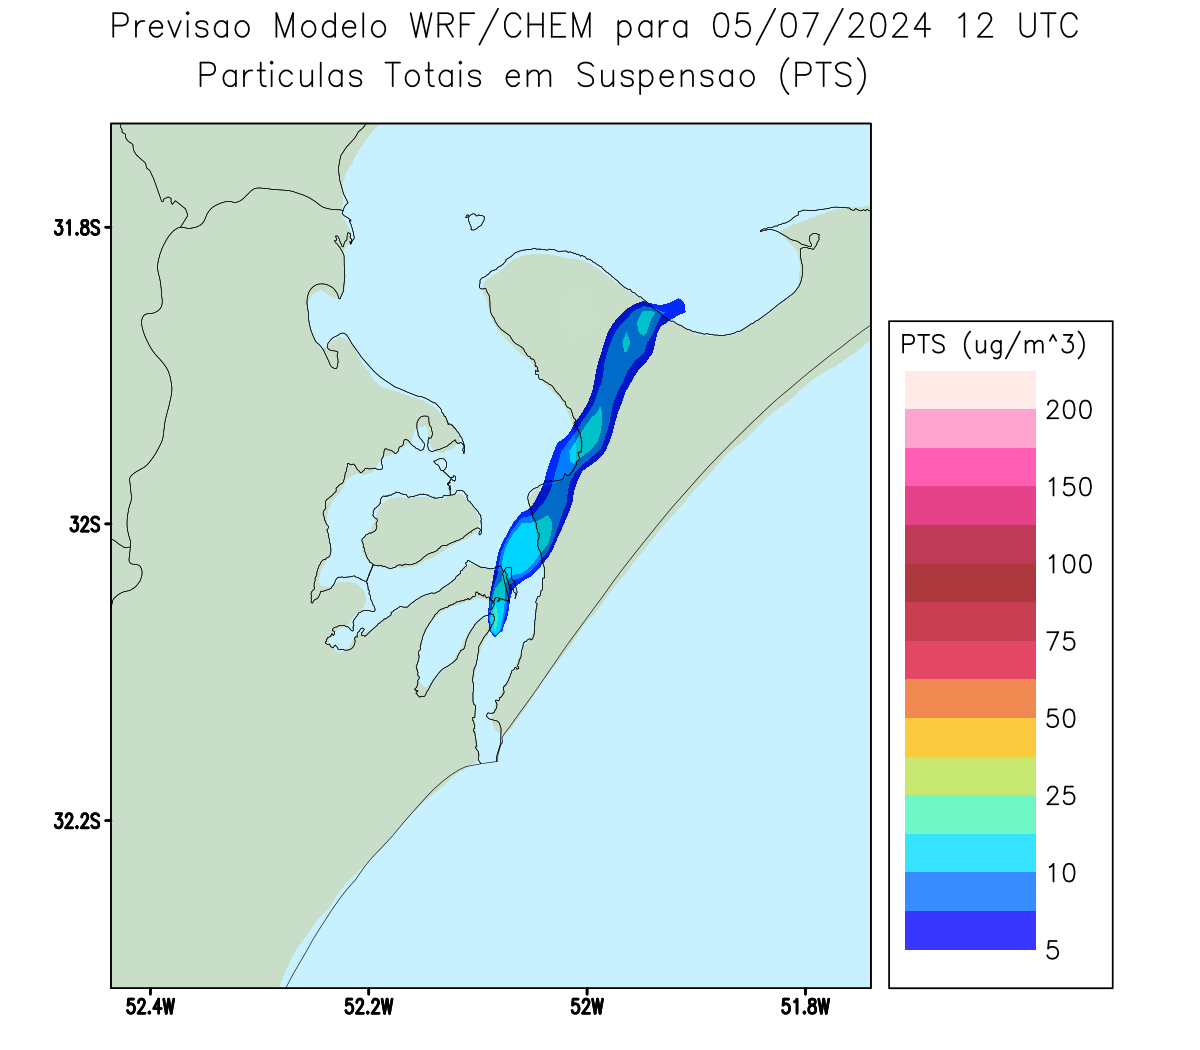 Previsao Modelo WRF/CHEM para 05/07/2024 12 UTC
Particulas Totais em Suspensao (PTS)
31.8S
32S
32.2S
52.4W 52.2W 52W 51.8W
PTS (ug/m^3)
200
150
100
75
50
25
10
5